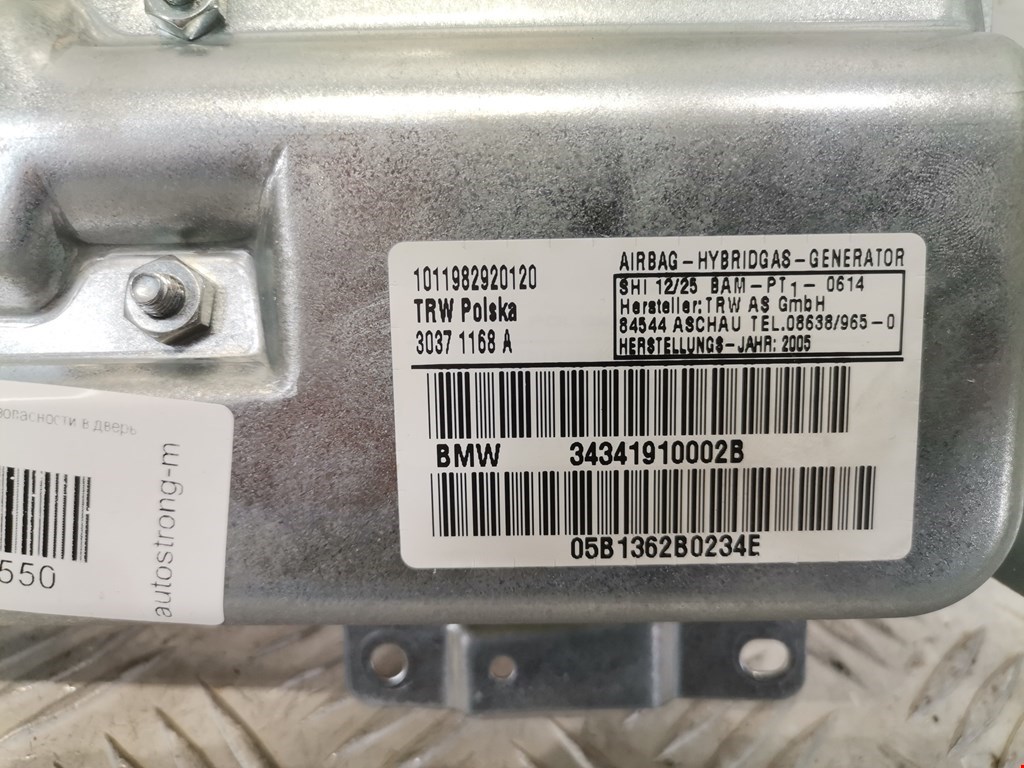 1011982920120
TRW Polska
3037 1168 A
AIRBAG-HYBRIDGAS-GENERATOR
SHI 12/25 BAM-PT1-0614
Hersteller: TRW AS GmbH
84544 ASCHAU TEL.08638/965-0
HERSTELLUNGS-JAHR: 2005
BMW 34341910002B
05B1362B0234E
в дверь
550
autostrong-m